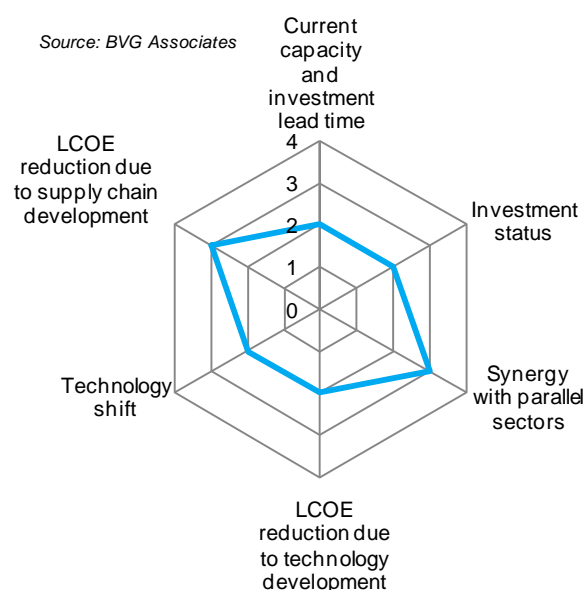 Source: BVG Associates
Current
capacity
and
investment
lead time
LCOE
reduction due
to supply chain
development
4
3
2
1
0
Investment
status
Technology
shift
Synergy
with parallel
sectors
LCOE
reduction due
to technology
development